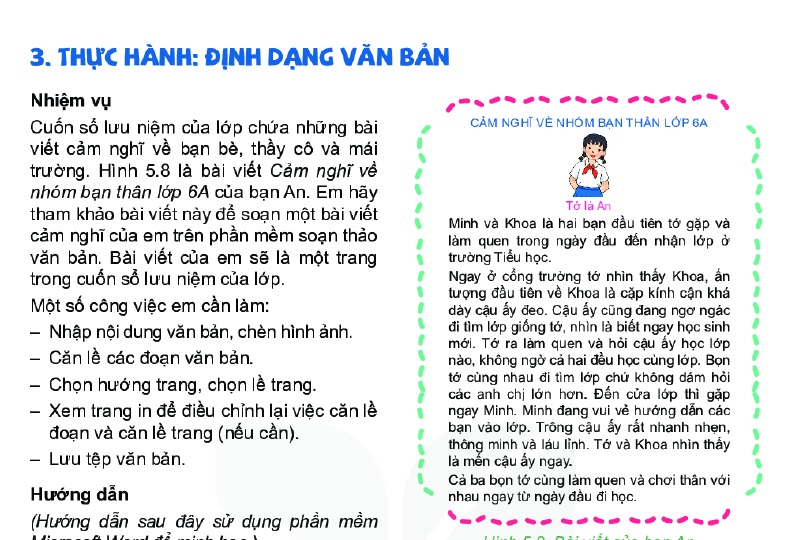 3. THỰC HÀNH: ĐỊNH DẠNG VĂN BẢN
Nhiệm vụ
Cuốn sổ lưu niệm của lớp chứa những bài
viết cảm nghĩ về bạn bè, thầy cô và mái
trường. Hình 5.8 là bài viết Cảm nghĩ về
nhóm bạn thân lớp 6A của bạn An. Em hãy
tham khảo bài viết này để soạn một bài viết
cảm nghĩ của em trên phần mềm soạn thảo
văn bản. Bài viết của em sẽ là một trang
trong cuốn sổ lưu niệm của lớp.
Một số công việc em cần làm:
– Nhập nội dung văn bản, chèn hình ảnh.
– Căn lề các đoạn văn bản.
– Chọn hướng trang, chọn lề trang.
– Xem trang in để điều chỉnh lại việc căn lề
đoạn và căn lề trang (nếu cần).
– Lưu tệp văn bản.
Hướng dẫn
(Hướng dẫn sau đây sử dụng phần mềm
Microsoft Word để minh hoạ.)
CẢM NGHĨ VỀ NHÓM BẠN THÂN LỚP 6A
Tớ là An
Minh và Khoa là hai bạn đầu tiên tớ gặp và
làm quen trong ngày đầu đến nhận lớp ở
trường Tiểu học.
Ngay ở cổng trường tớ nhìn thấy Khoa, ấn
tượng đầu tiên về Khoa là cặp kính cận khá
dày cậu ấy đeo. Cậu ấy cũng đang ngơ ngác
đi tìm lớp giống tớ, nhìn là biết ngay học sinh
mới. Tớ ra làm quen và hỏi cậu ấy học lớp
nào, không ngờ cả hai đều học cùng lớp. Bọn
tớ cùng nhau đi tìm lớp chứ không dám hỏi
các anh chị lớn hơn. Đến cửa lớp thì gặp
ngay Minh. Minh đang vui vẻ hướng dẫn các
bạn vào lớp. Trông cậu ấy rất nhanh nhẹn,
thông minh và láu lỉnh. Tớ và Khoa nhìn thấy
là mến cậu ấy ngay.
Cả ba bọn tớ cùng làm quen và chơi thân với
nhau ngay từ ngày đầu đi học.
Bài viết của bạn An